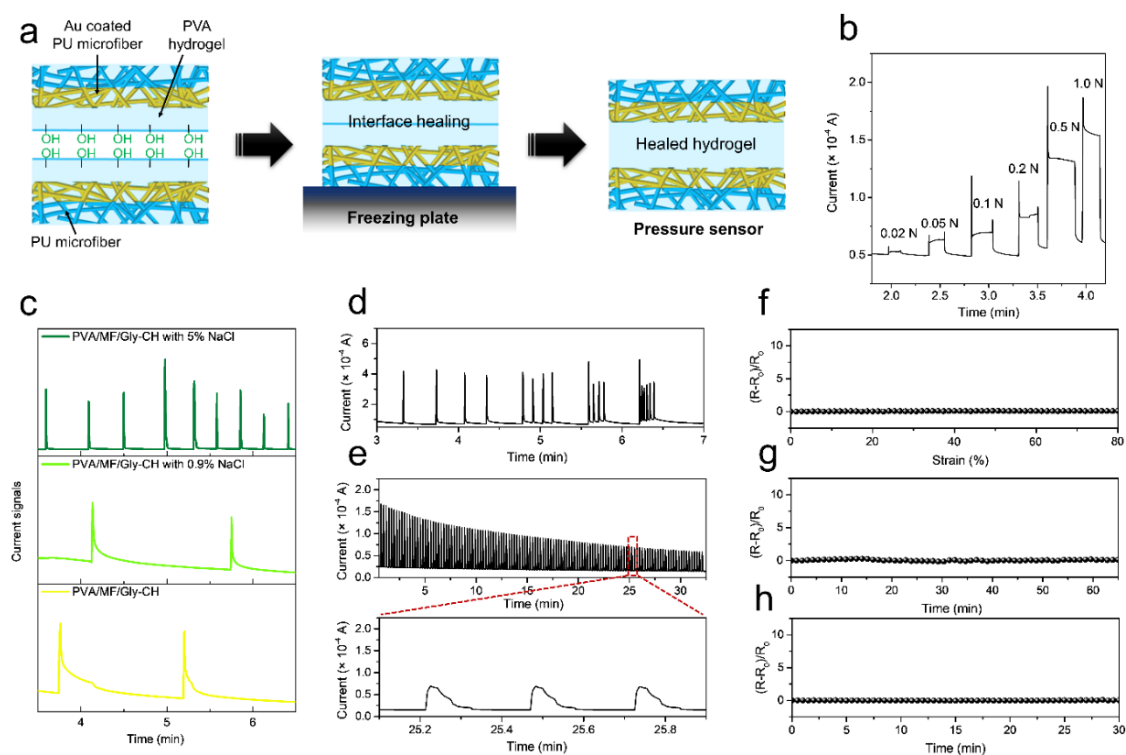 a
Au coated
PU microfiber
PVA
hydrogel
OH OH OH OH OH
OH OH OH OH OH
PU microfiber
Interface healing
Freezing plate
Healed hydrogel
Pressure sensor
b
Current (× 10⁻⁴ A)
2.0
1.5
1.0
0.5
0.02 N
0.05 N
0.1 N
0.2 N
0.5 N
1.0 N
2.0 2.5 3.0 3.5 4.0
Time (min)
c
Current signals
PVA/MF/Gly-CH with 5% NaCl
PVA/MF/Gly-CH with 0.9% NaCl
PVA/MF/Gly-CH
4 5 6
Time (min)
d
Current (× 10⁻⁴ A)
6
4
2
3 4 5 6 7
Time (min)
e
Current (× 10⁻⁴ A)
2.0
1.5
1.0
0.5
0.0
5 10 15 20 25 30
Time (min)
Current (× 10⁻⁴ A)
1.5
1.0
0.5
0.0
25.2 25.4 25.6 25.8
Time (min)
f
(R-R₀)/R₀
10
5
0
0 20 40 60 80
Strain (%)
g
(R-R₀)/R₀
10
5
0
0 10 20 30 40 50 60
Time (min)
h
(R-R₀)/R₀
10
5
0
0 5 10 15 20 25 30
Time (min)